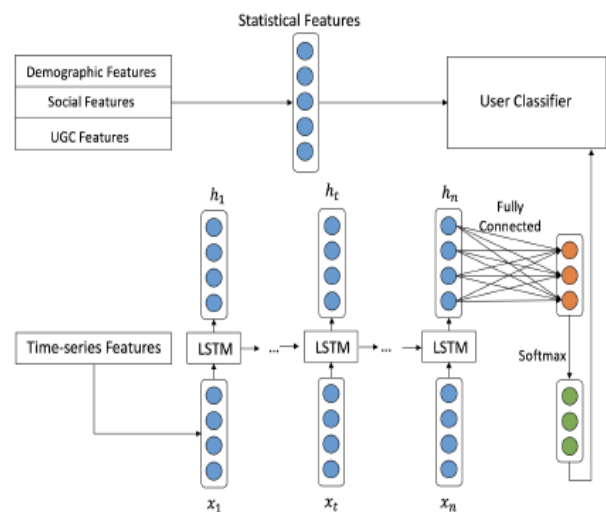 Statistical Features
Demographic Features
Social Features
UGC Features
User Classifier
h₁
hₜ
hₙ
Fully
Connected
Time-series Features
LSTM
...
LSTM
...
LSTM
Softmax
x₁
xₜ
xₙ